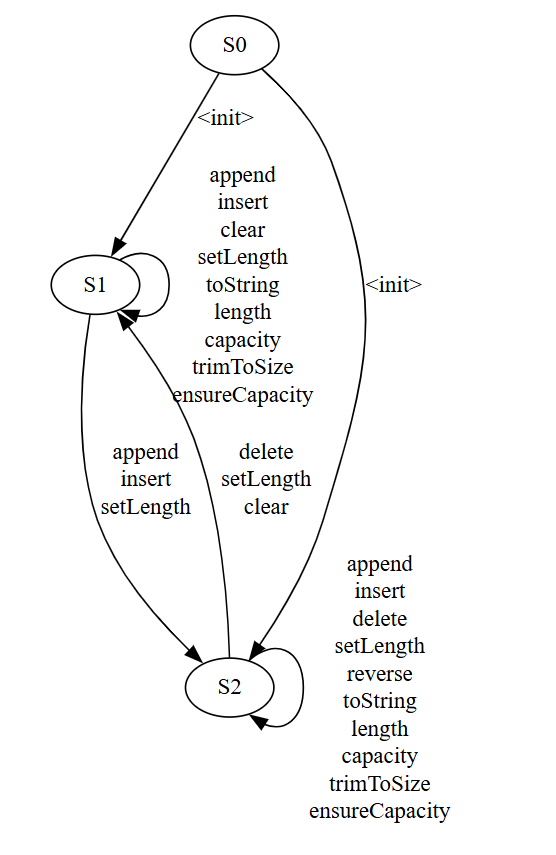 S0
<init>
append
insert
clear
setLength
toString
length
capacity
trimToSize
ensureCapacity
<init>
S1
append
insert
setLength
delete
setLength
clear
append
insert
delete
setLength
reverse
toString
length
capacity
trimToSize
ensureCapacity
S2